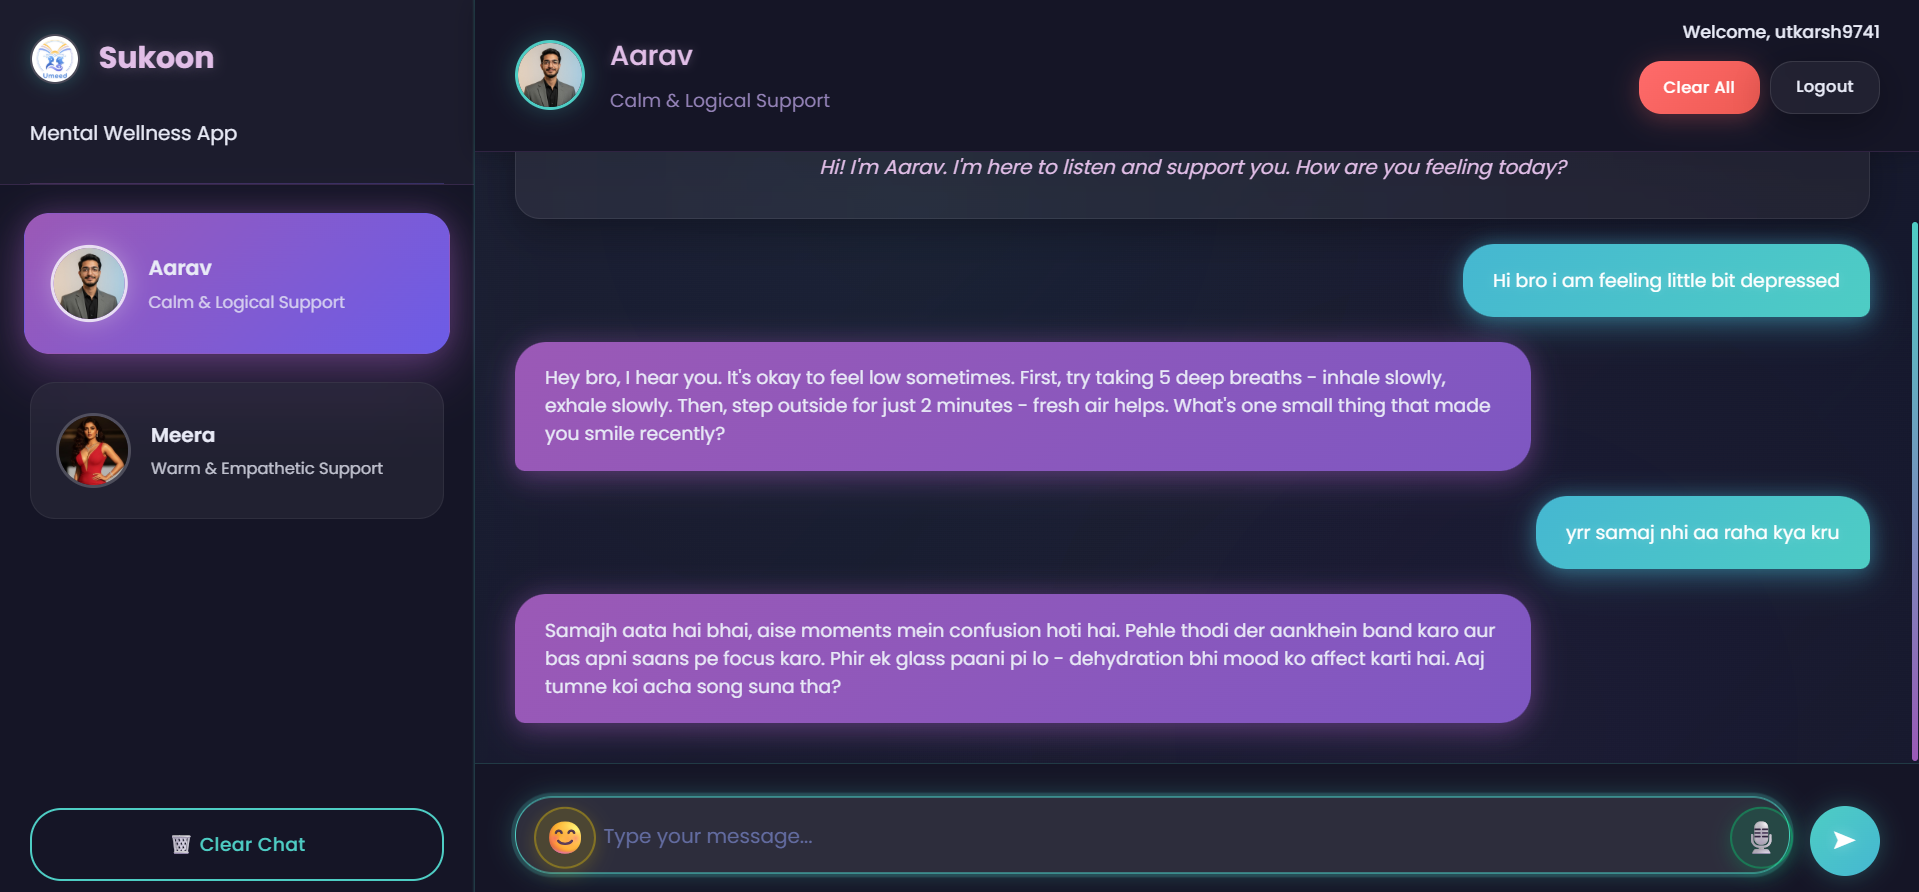 Umeed
Sukoon
Mental Wellness App
Aarav
Calm & Logical Support
Meera
Warm & Empathetic Support
Clear Chat
Aarav
Calm & Logical Support
Welcome, utkarsh9741
Clear All
Logout
Hi! I'm Aarav. I'm here to listen and support you. How are you feeling today?
Hi bro i am feeling little bit depressed
Hey bro, I hear you. It's okay to feel low sometimes. First, try taking 5 deep breaths - inhale slowly,
exhale slowly. Then, step outside for just 2 minutes - fresh air helps. What's one small thing that made
you smile recently?
yrr samaj nhi aa raha kya kru
Samajh aata hai bhai, aise moments mein confusion hoti hai. Pehle thodi der aankhein band karo aur
bas apni saans pe focus karo. Phir ek glass paani pi lo - dehydration bhi mood ko affect karti hai. Aaj
tumne koi acha song suna tha?
Type your message...